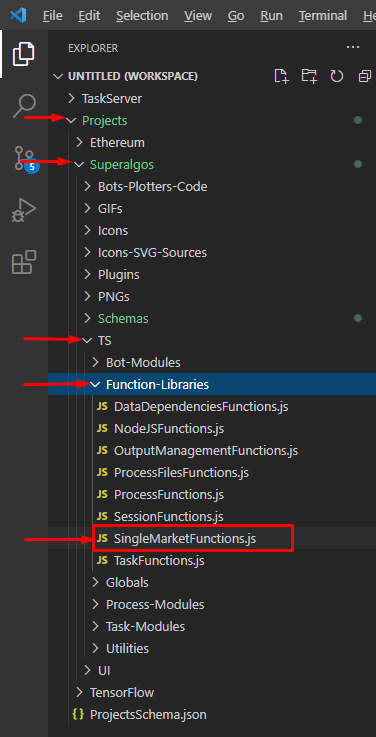 File Edit Selection View Go Run Terminal H
EXPLORER
UNTITLED (WORKSPACE)
TaskServer
Projects
Ethereum
Superalgos
Bots-Plotters-Code
GIFs
Icons
Icons-SVG-Sources
Plugins
PNGs
Schemas
TS
Bot-Modules
Function-Libraries
JS DataDependenciesFunctions.js
JS NodeJSFunctions.js
JS OutputManagementFunctions.js
JS ProcessFilesFunctions.js
JS ProcessFunctions.js
JS SessionFunctions.js
JS SingleMarketFunctions.js
JS TaskFunctions.js
Globals
Process-Modules
Task-Modules
Utilities
UI
TensorFlow
{ } ProjectsSchema.json
5